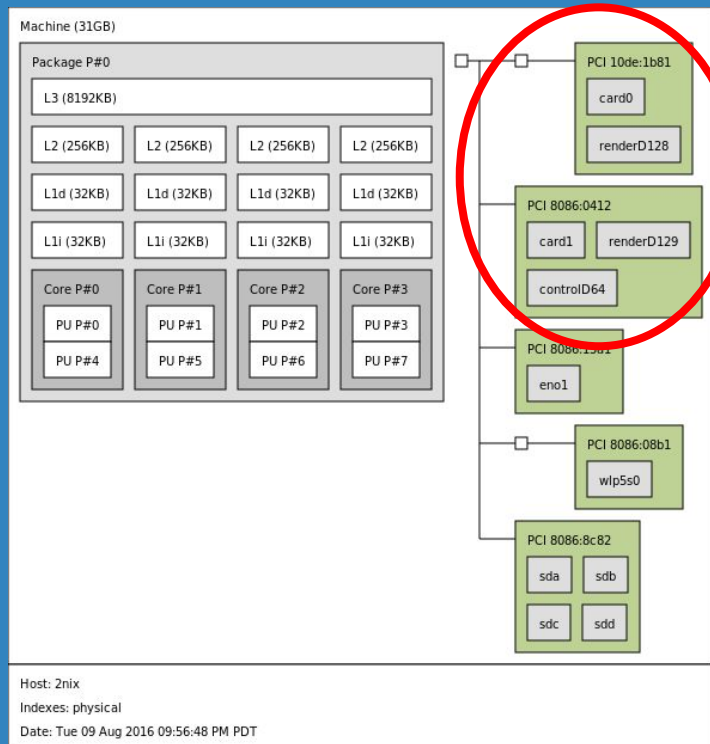 Machine (31GB)
Package P#0
L3 (8192KB)
L2 (256KB) L2 (256KB) L2 (256KB) L2 (256KB)
L1d (32KB) L1d (32KB) L1d (32KB) L1d (32KB)
L1i (32KB) L1i (32KB) L1i (32KB) L1i (32KB)
Core P#0 Core P#1 Core P#2 Core P#3
PU P#0 PU P#1 PU P#2 PU P#3
PU P#4 PU P#5 PU P#6 PU P#7
PCI 10de:1b81
card0
renderD128
PCI 8086:0412
card1 renderD129
controlD64
PCI
eno1
PCI 8086:08b1
wlp5s0
PCI 8086:8c82
sda sdb
sdc sdd
Host: 2nix
Indexes: physical
Date: Tue 09 Aug 2016 09:56:48 PM PDT